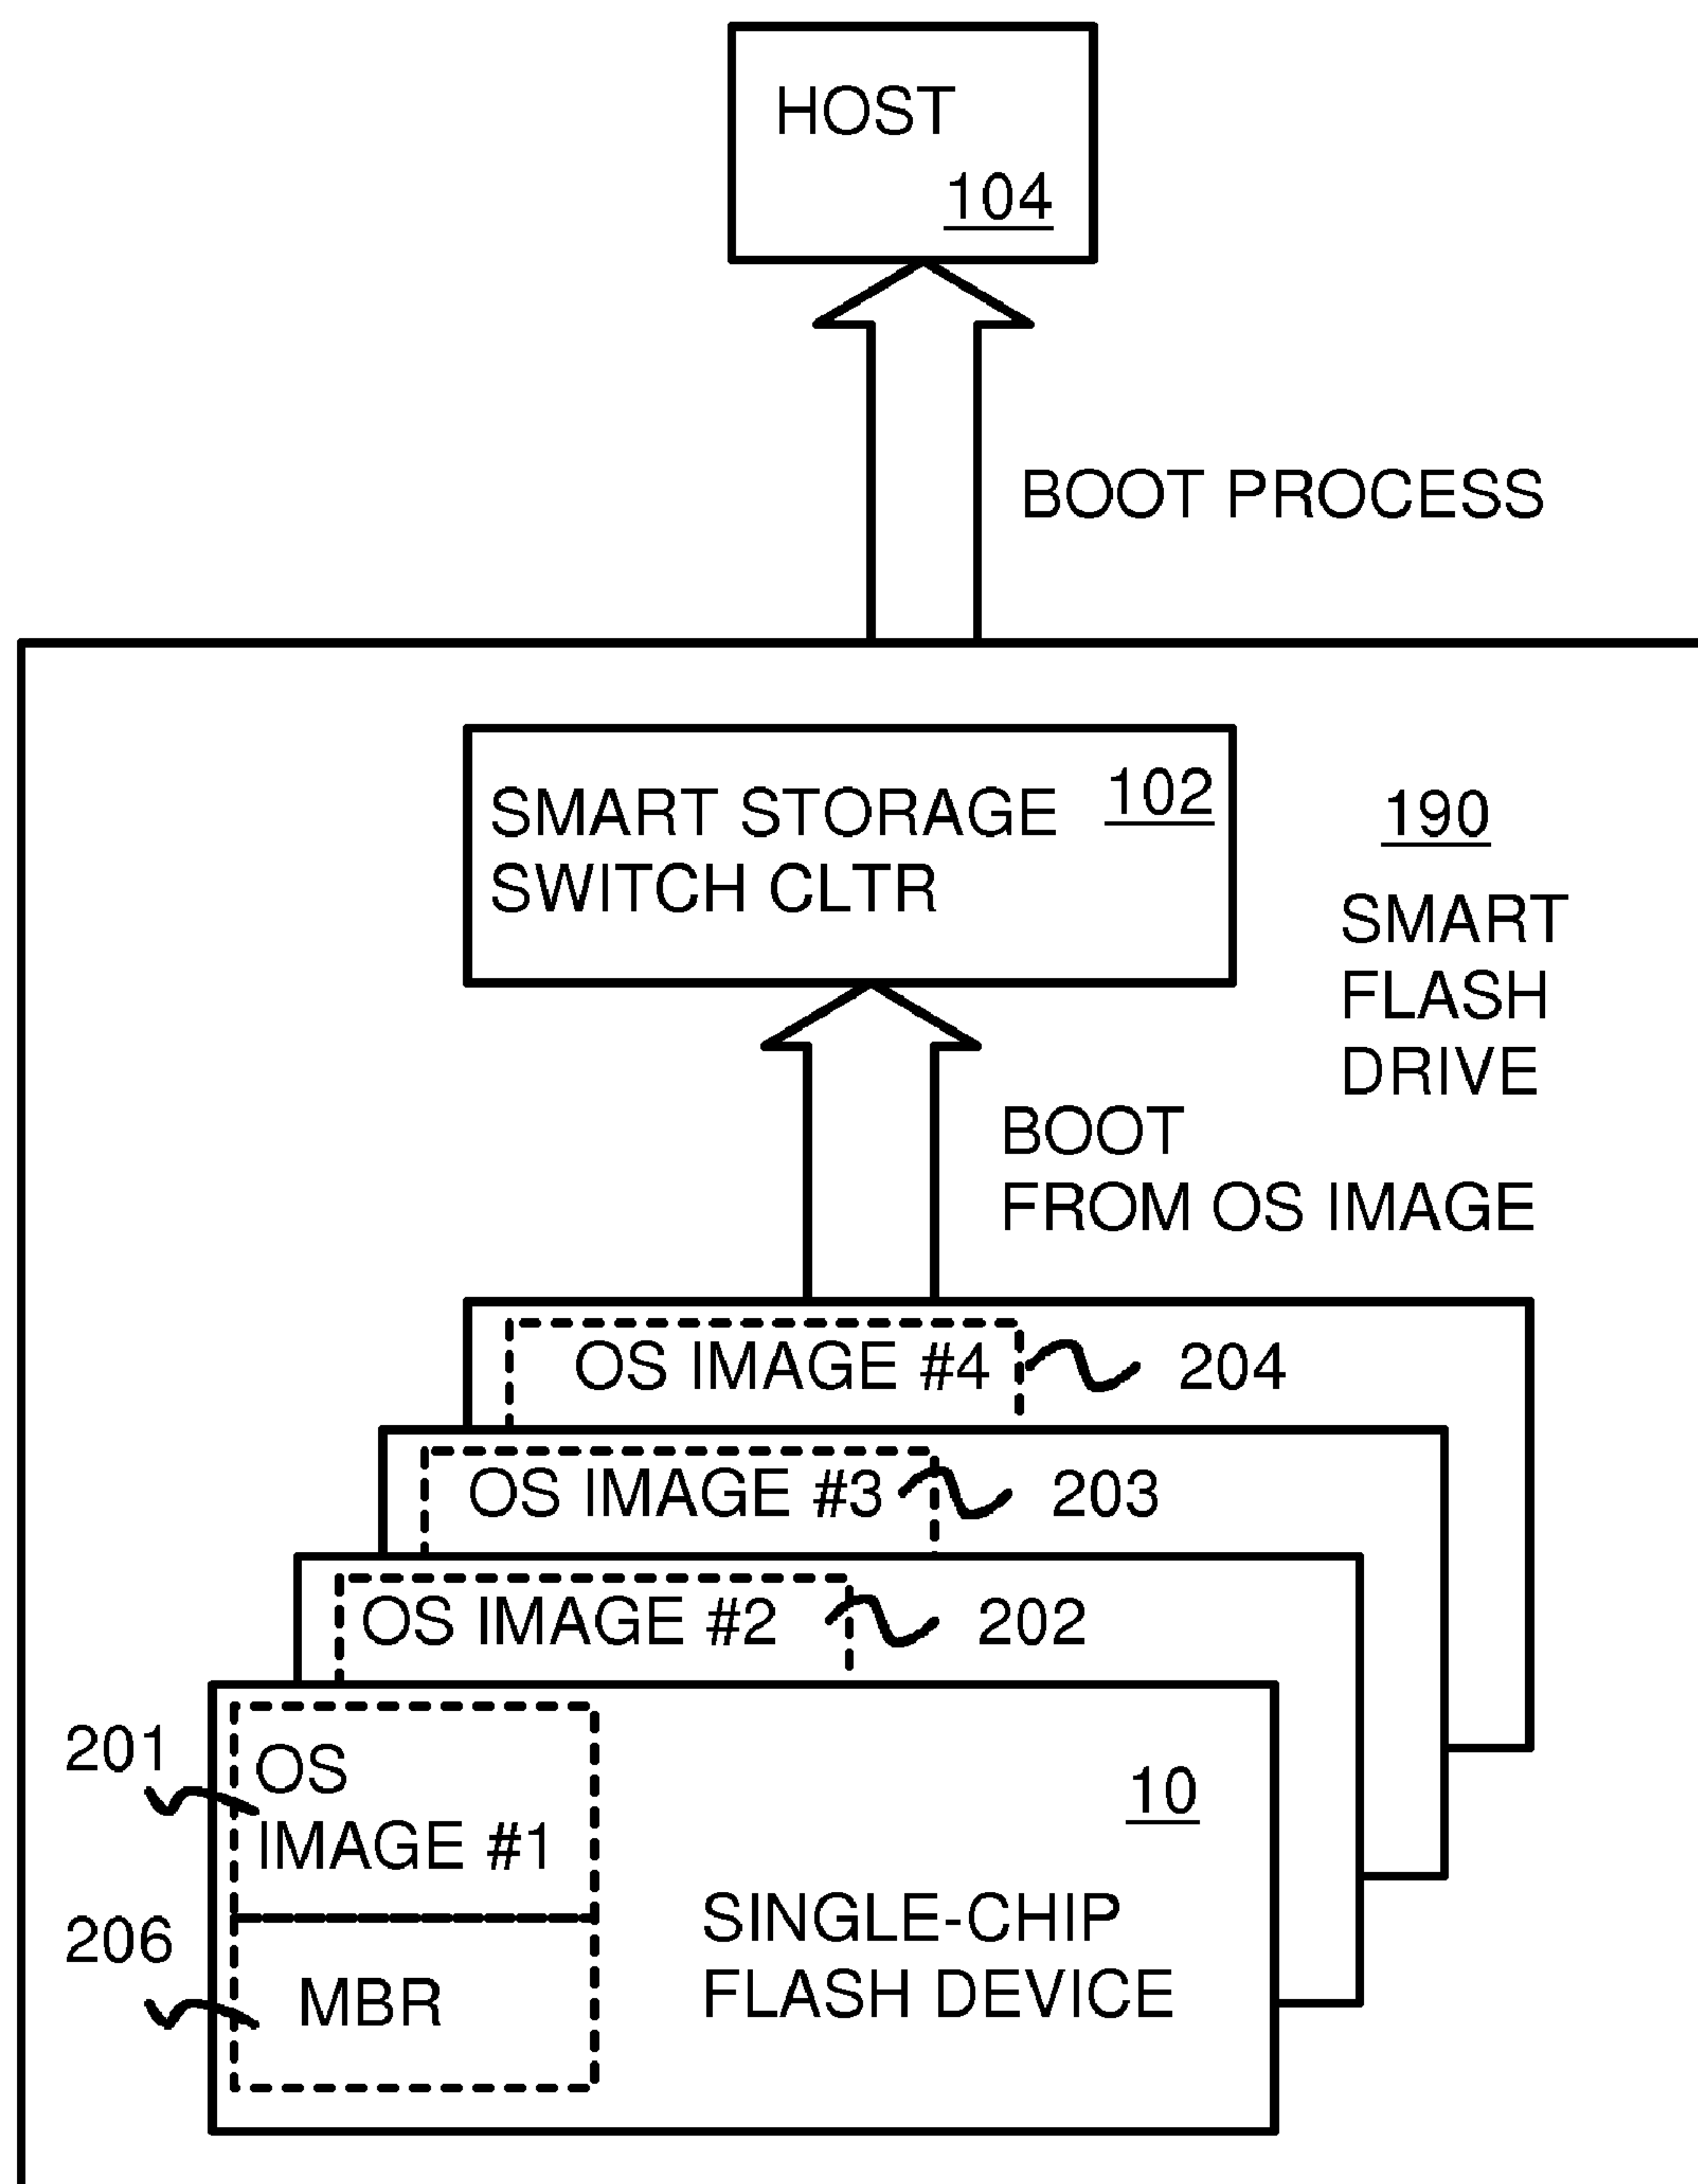 HOST
104
BOOT PROCESS
SMART STORAGE
SWITCH CLTR
102
190
SMART
FLASH
DRIVE
BOOT
FROM OS IMAGE
OS IMAGE #4
204
OS IMAGE #3
203
OS IMAGE #2
202
201
OS
IMAGE #1
10
206
MBR
SINGLE-CHIP
FLASH DEVICE